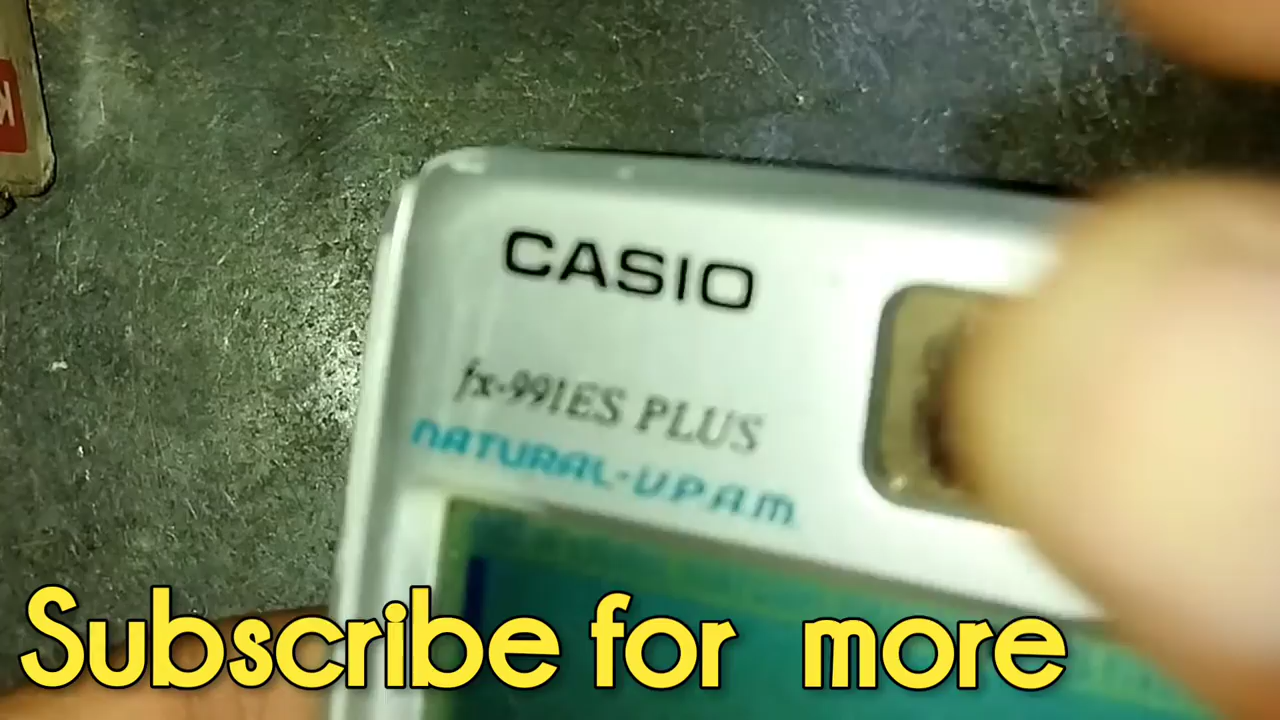 K
CASIO
fx-991ES PLUS
NATURAL-V.P.A.M.
Subscribe for more